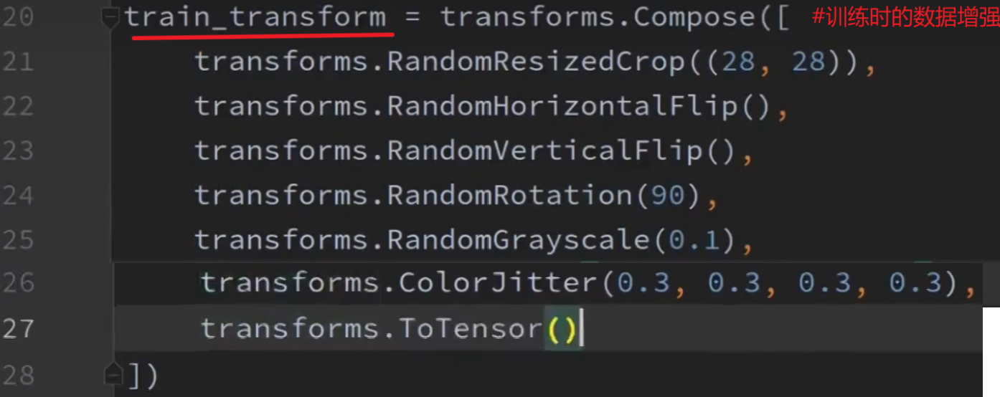 20 train_transform = transforms.Compose([ #训练时的数据增强
21 transforms.RandomResizedCrop((28, 28)),
22 transforms.RandomHorizontalFlip(),
23 transforms.RandomVerticalFlip(),
24 transforms.RandomRotation(90),
25 transforms.RandomGrayscale(0.1),
26 transforms.ColorJitter(0.3, 0.3, 0.3, 0.3),
27 transforms.ToTensor()
28 ])